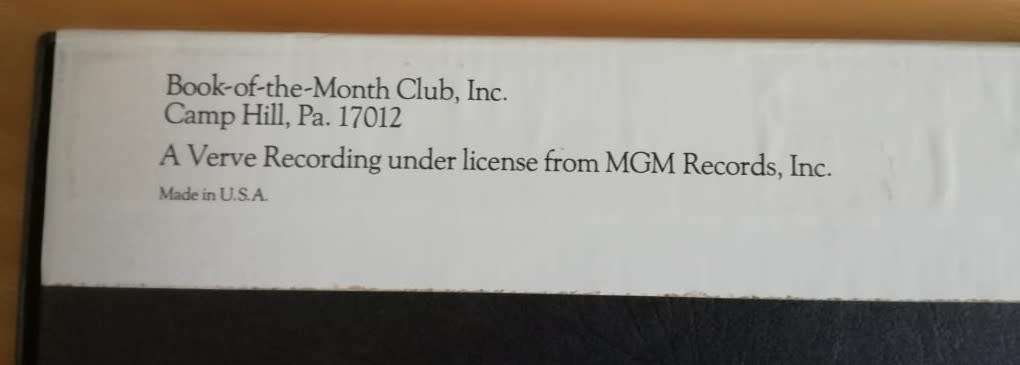 Book-of-the-Month Club, Inc.
Camp Hill, Pa. 17012
A Verve Recording under license from MGM Records, Inc.
Made in U.S.A.